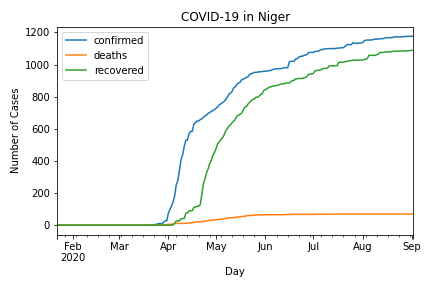 COVID-19 in Niger
confirmed
deaths
recovered
Number of Cases
1200
1000
800
600
400
200
0
Feb Mar Apr May Jun Jul Aug Sep
2020
Day